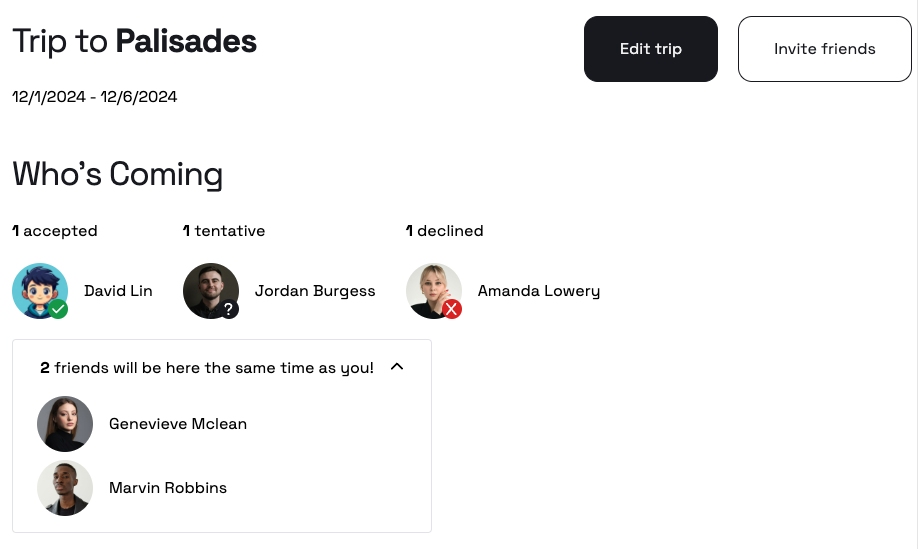 Trip to Palisades
Edit trip
Invite friends
12/1/2024 - 12/6/2024
Who's Coming
1 accepted
1 tentative
1 declined
David Lin
? Jordan Burgess
Amanda Lowery
2 friends will be here the same time as you!
Genevieve Mclean
Marvin Robbins